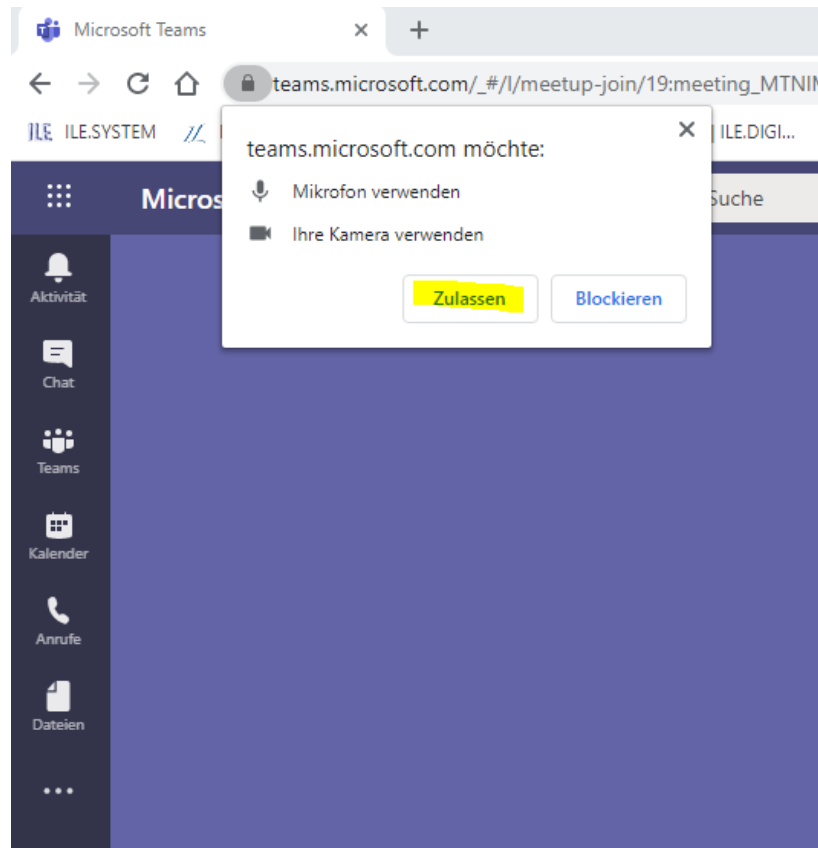 Microsoft Teams
teams.microsoft.com/_#/l/meetup-join/19:meeting_MTNIM
ILE ILE.SYSTEM
ILE.DIGI...
teams.microsoft.com möchte:
Mikrofon verwenden
Ihre Kamera verwenden
Zulassen
Blockieren
Micros
Suche
Aktivität
Chat
Teams
Kalender
Anrufe
Dateien